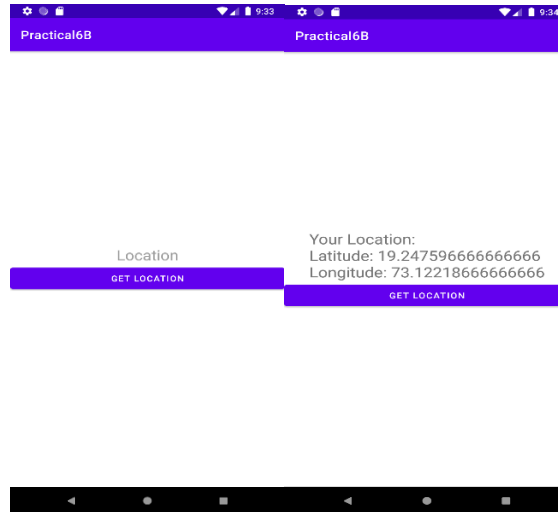 9:33
Practical6B
Location
GET LOCATION
9:34
Practical6B
Your Location:
Latitude: 19.247596666666666
Longitude: 73.12218666666666
GET LOCATION